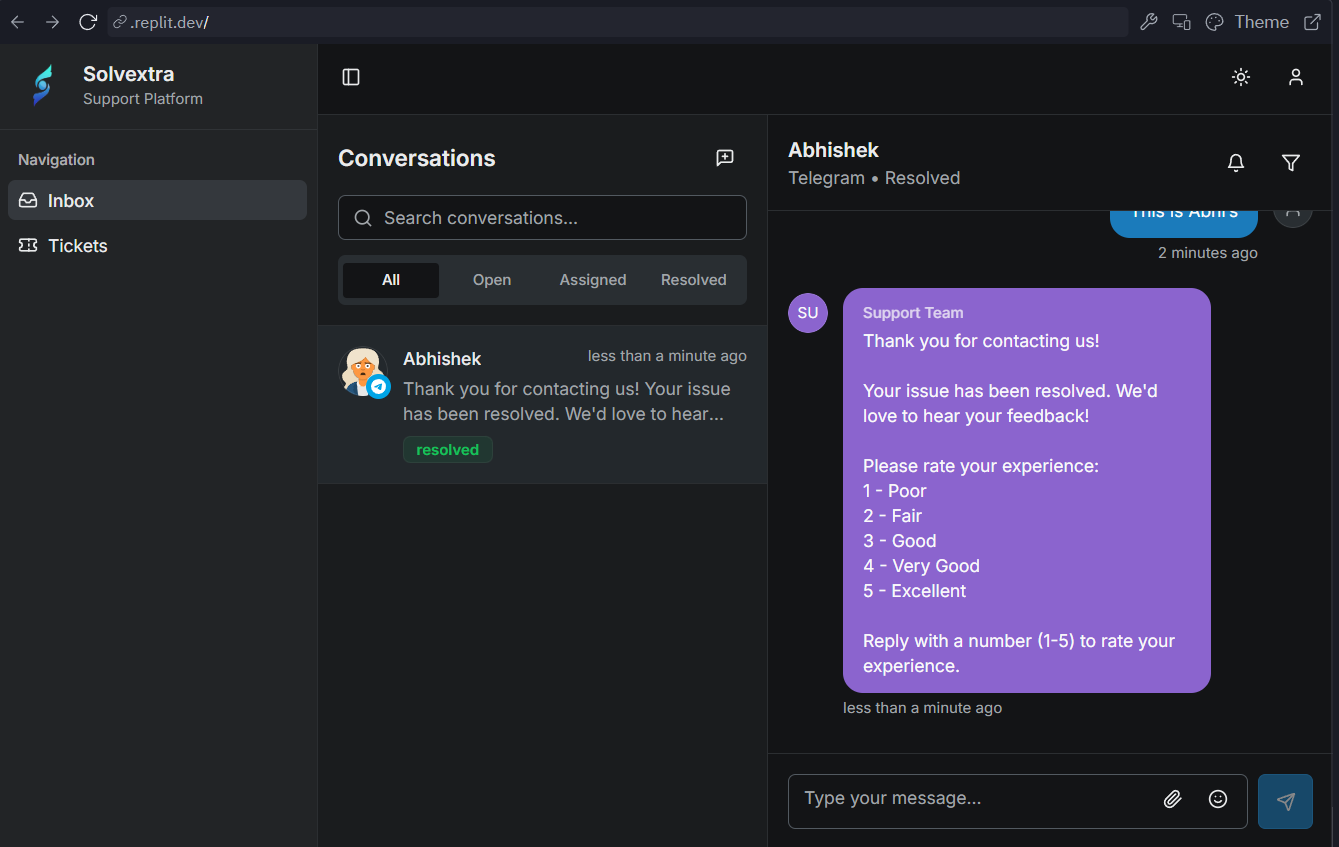 .replit.dev/
Theme
Solvextra
Support Platform
Navigation
Inbox
Tickets
Conversations
Search conversations...
All
Open
Assigned
Resolved
Abhishek
less than a minute ago
Thank you for contacting us! Your issue
has been resolved. We'd love to hear...
resolved
Abhishek
Telegram • Resolved
This is Abhi's
2 minutes ago
SU
Support Team
Thank you for contacting us!
Your issue has been resolved. We'd
love to hear your feedback!
Please rate your experience:
1 - Poor
2 - Fair
3 - Good
4 - Very Good
5 - Excellent
Reply with a number (1-5) to rate your
experience.
less than a minute ago
Type your message...